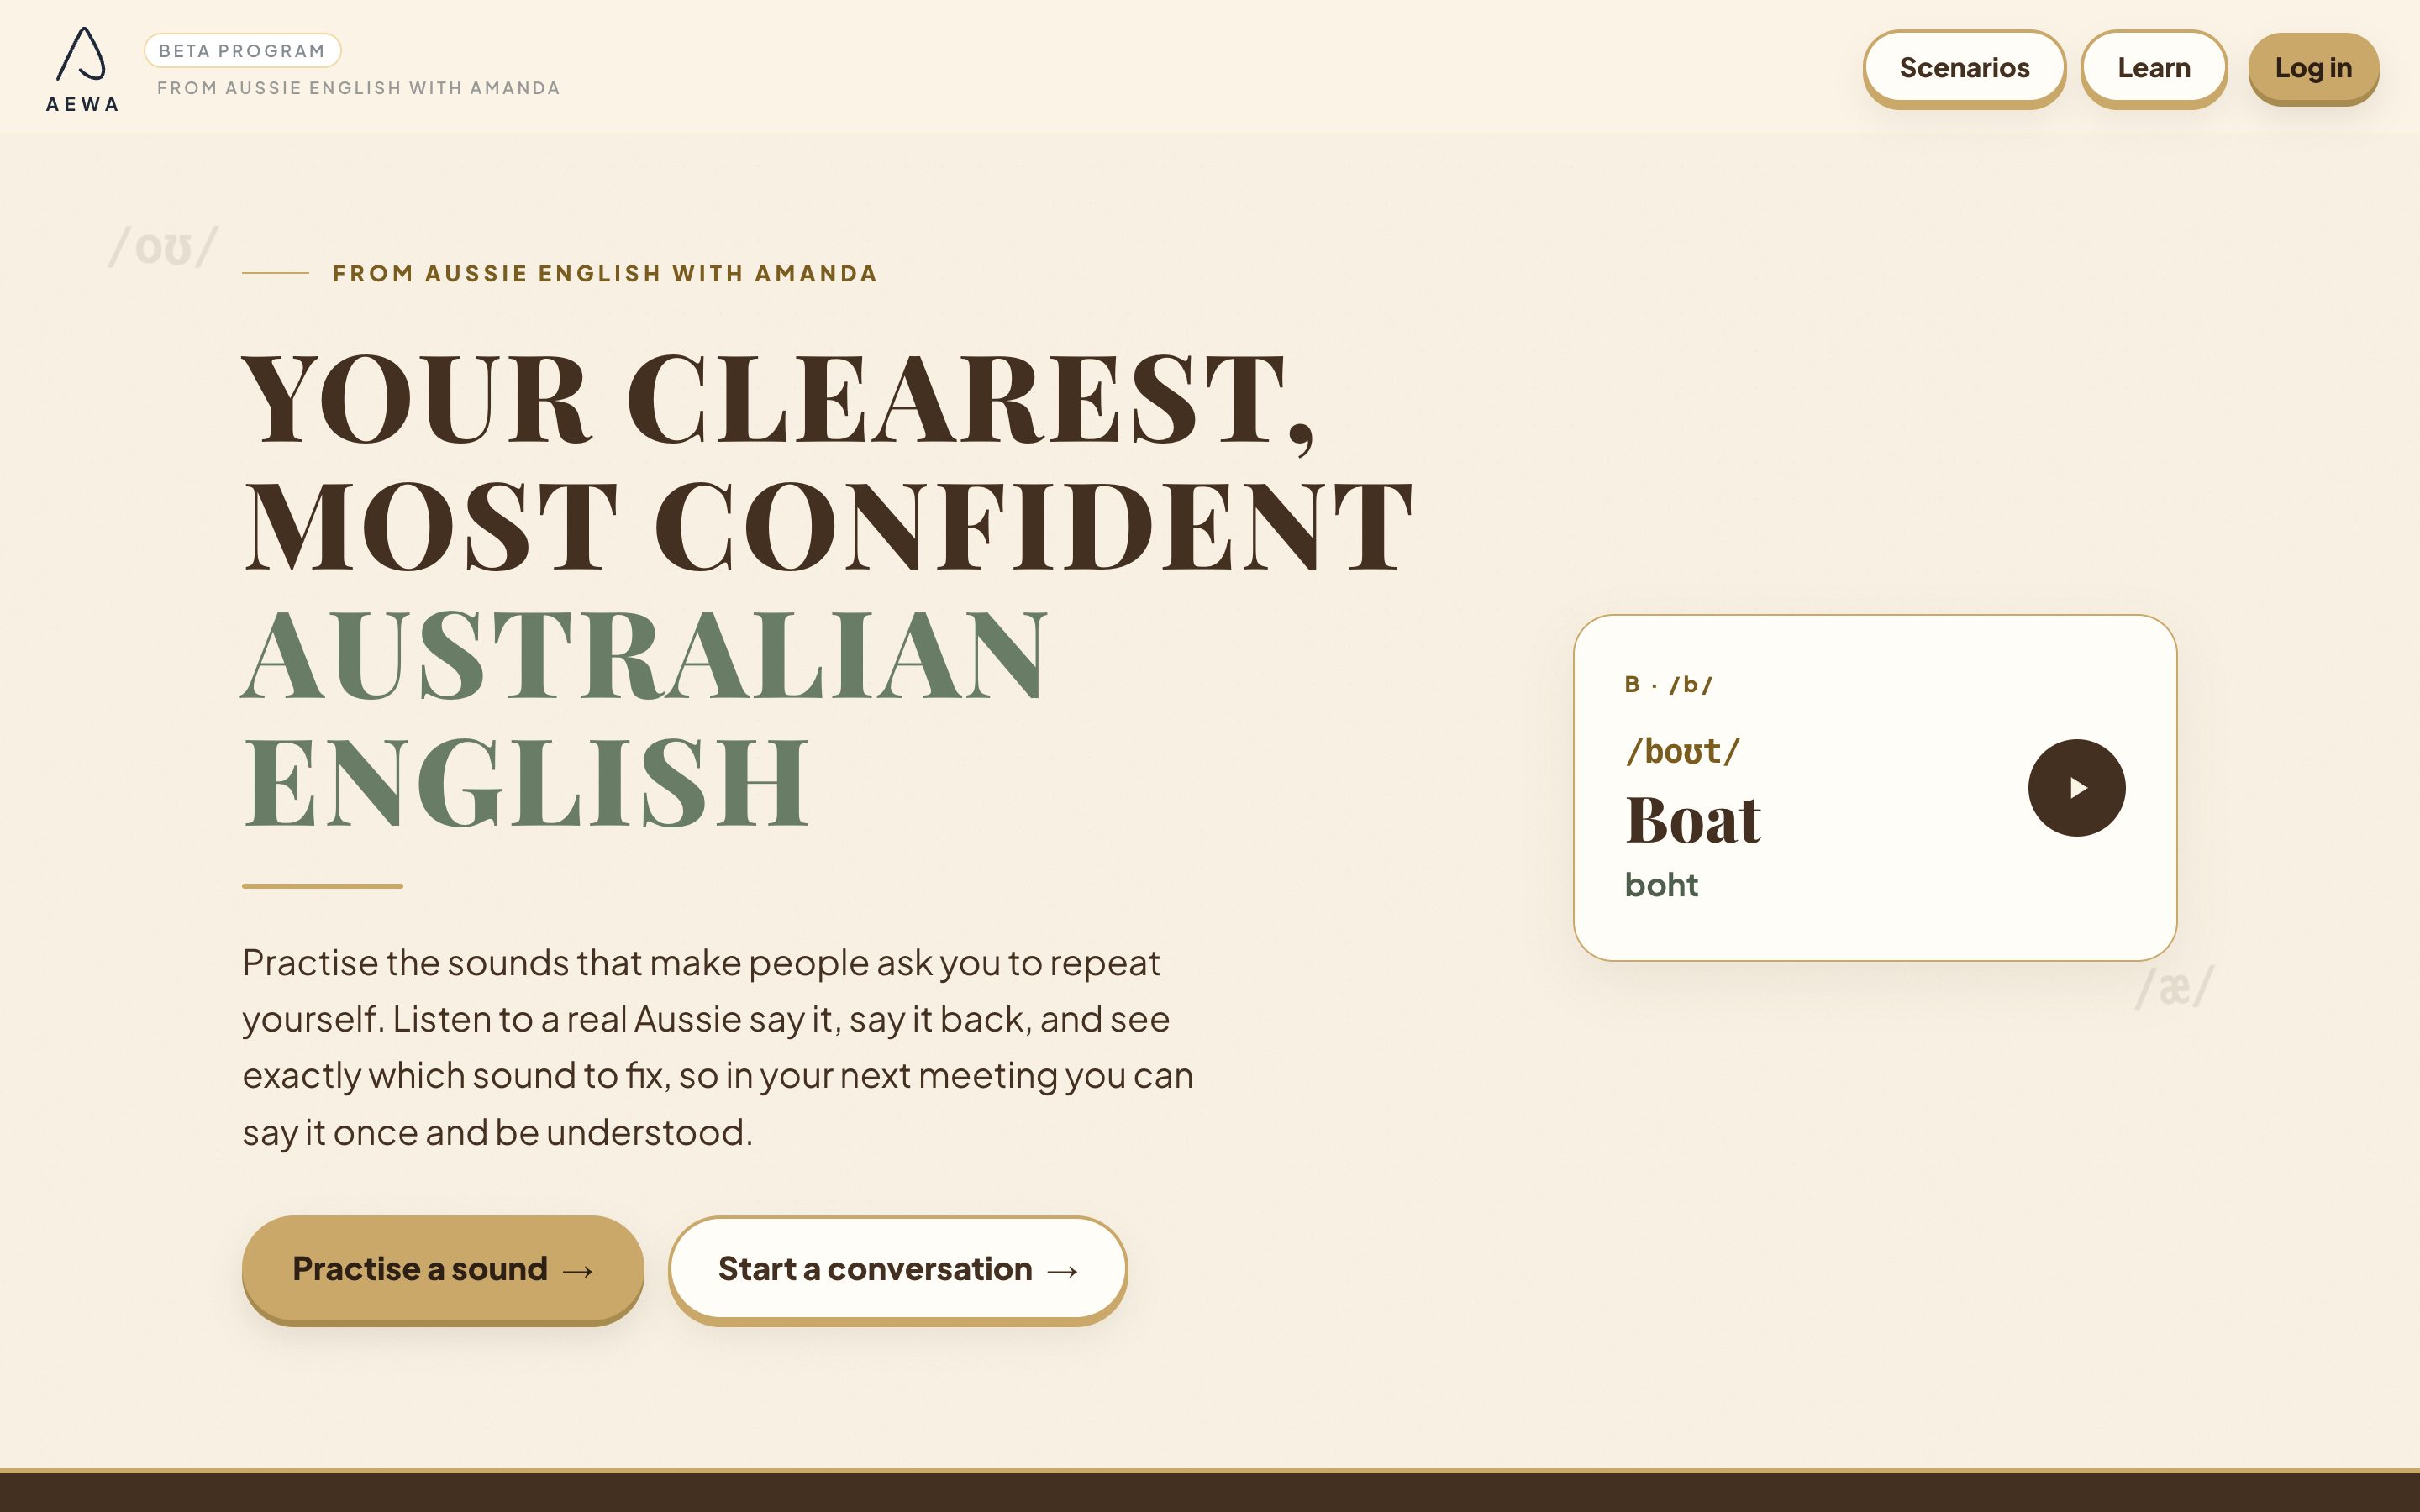 BETA PROGRAM
AEWA
FROM AUSSIE ENGLISH WITH AMANDA
Scenarios
Learn
Log in
/oʊ/
FROM AUSSIE ENGLISH WITH AMANDA
YOUR CLEAREST,
MOST CONFIDENT
AUSTRALIAN
ENGLISH
Practise the sounds that make people ask you to repeat
yourself. Listen to a real Aussie say it, say it back, and see
exactly which sound to fix, so in your next meeting you can
say it once and be understood.
Practise a sound →
Start a conversation →
B · /b/
/boʊt/
Boat
boht
/æ/